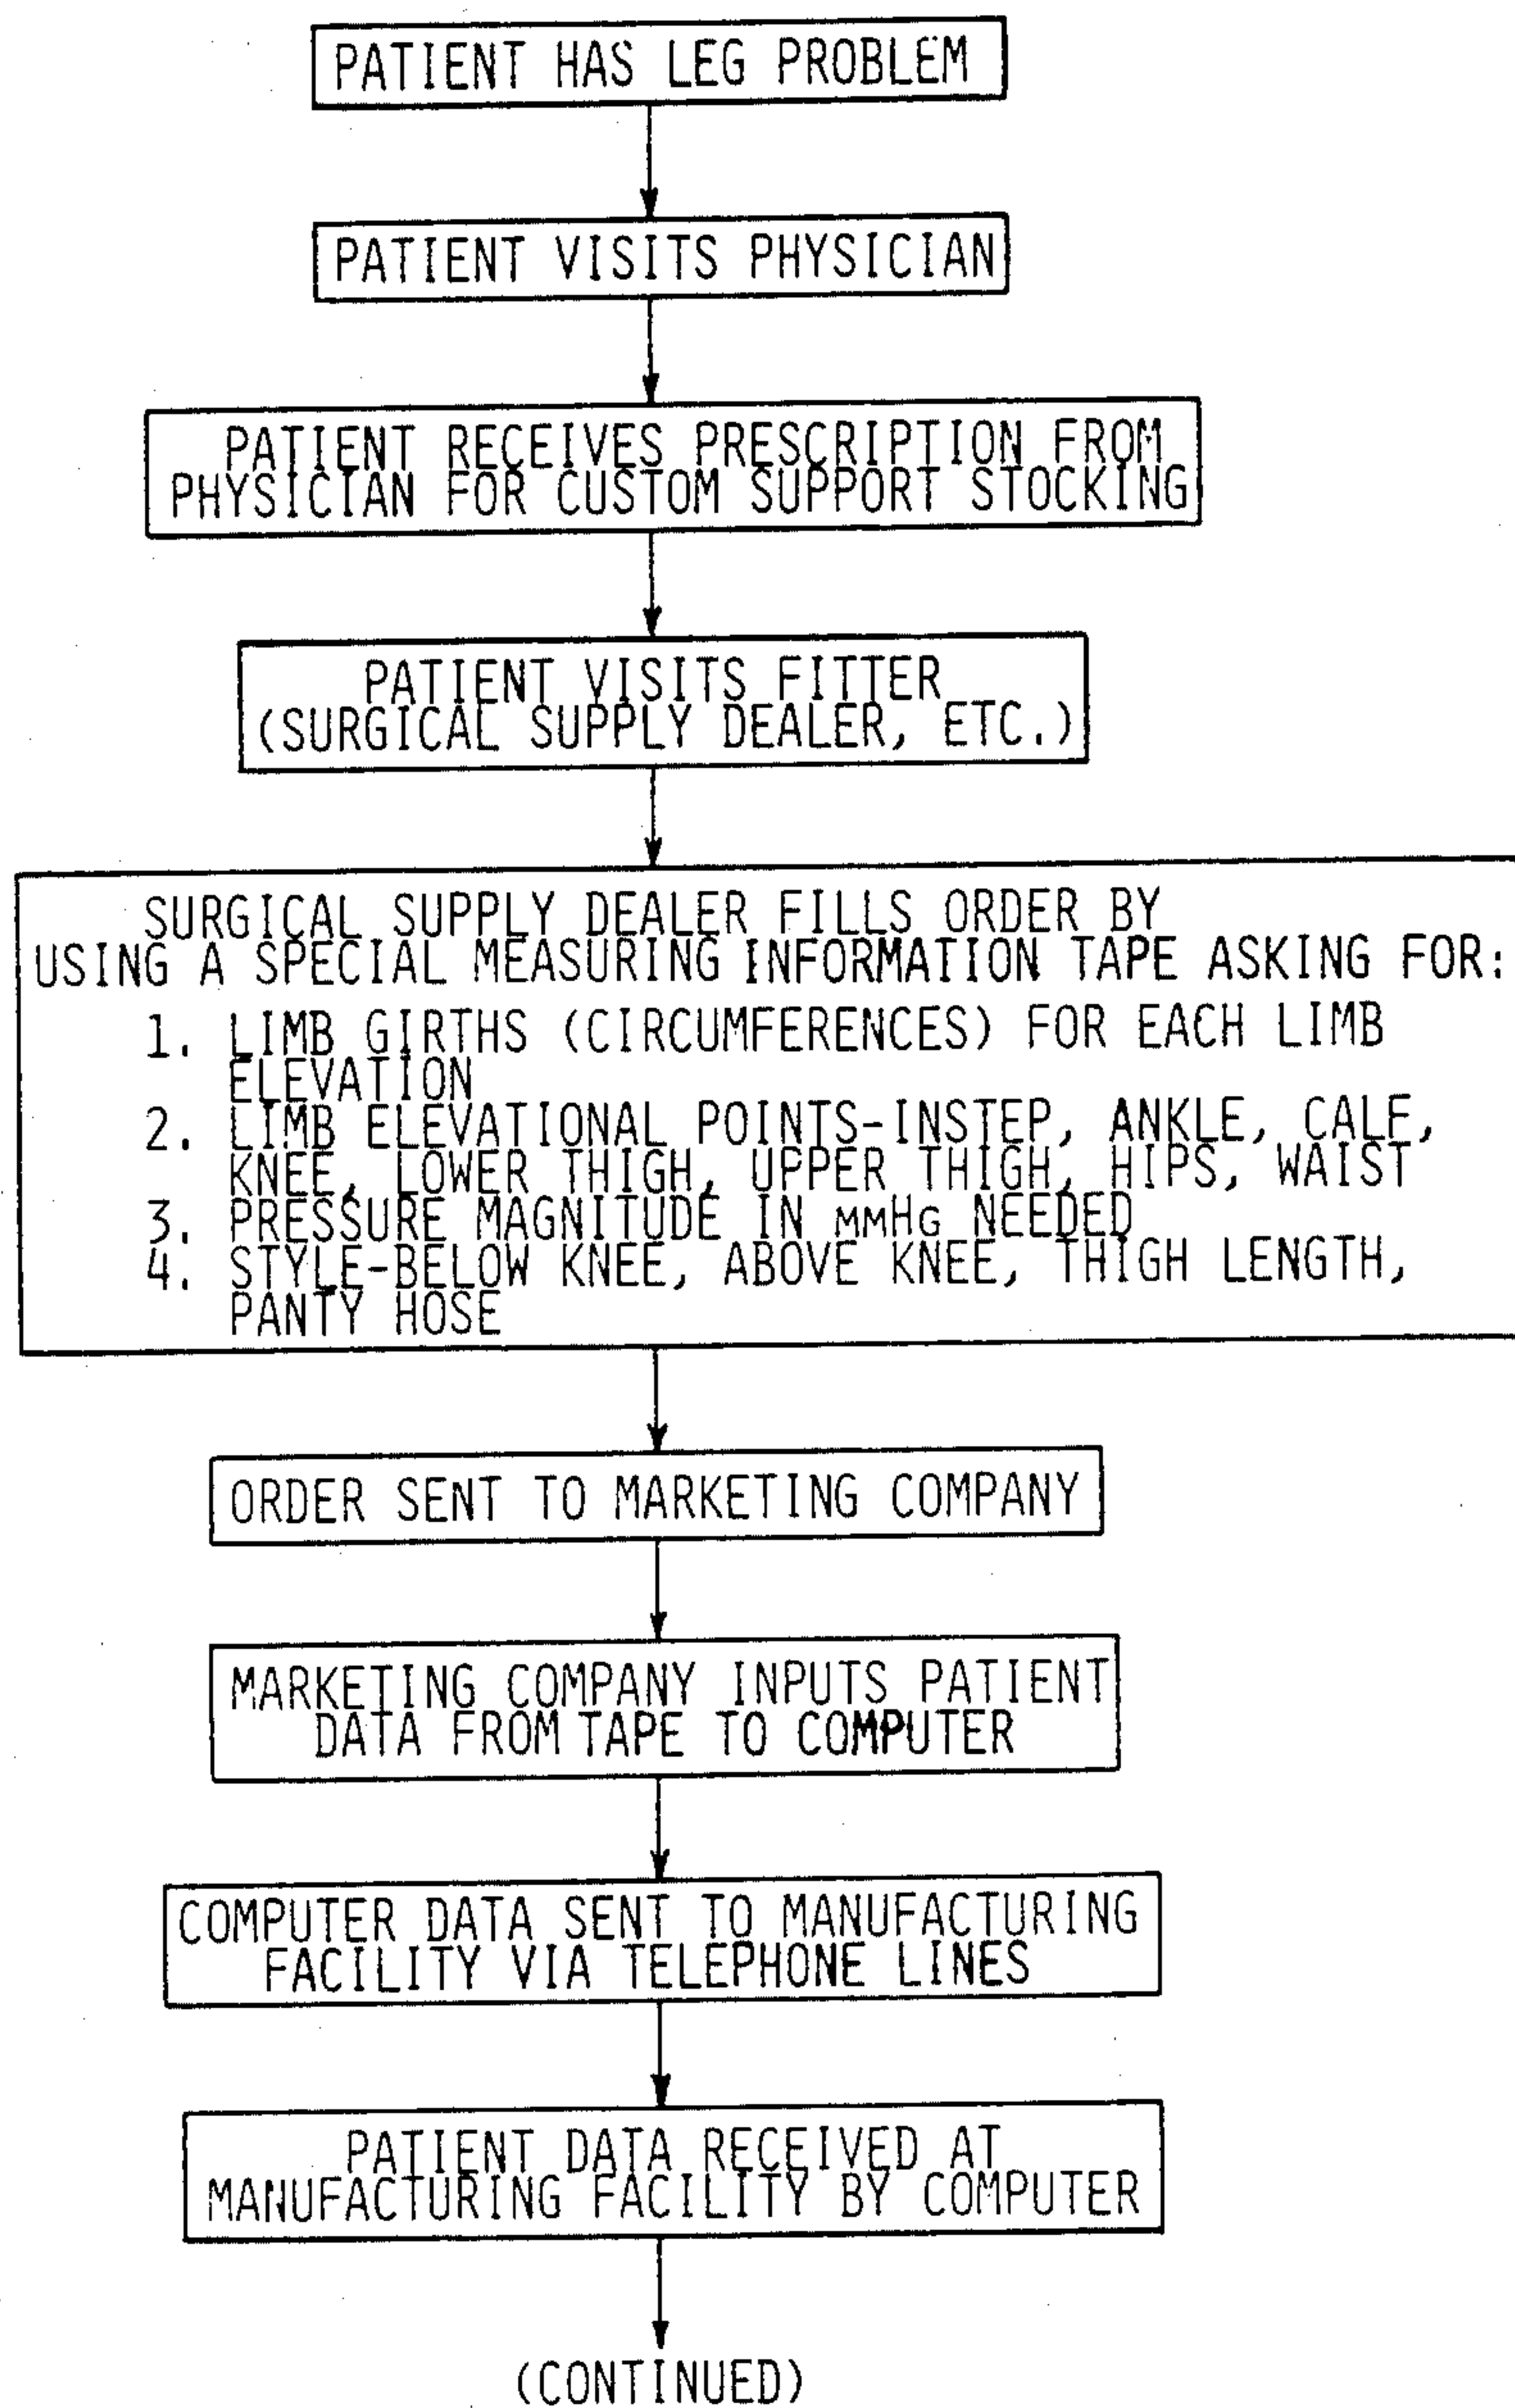 PATIENT HAS LEG PROBLEM
PATIENT VISITS PHYSICIAN
PATIENT RECEIVES PRESCRIPTION FROM
PHYSICIAN FOR CUSTOM SUPPORT STOCKING
PATIENT VISITS FITTER
(SURGICAL SUPPLY DEALER, ETC.)
SURGICAL SUPPLY DEALER FILLS ORDER BY
USING A SPECIAL MEASURING INFORMATION TAPE ASKING FOR:
1. LIMB GIRTHS (CIRCUMFERENCES) FOR EACH LIMB
ELEVATION
2. LIMB ELEVATIONAL POINTS-INSTEP, ANKLE, CALF,
KNEE, LOWER THIGH, UPPER THIGH, HIPS, WAIST
3. PRESSURE MAGNITUDE IN MMHG NEEDED
4. STYLE-BELOW KNEE, ABOVE KNEE, THIGH LENGTH,
PANTY HOSE
ORDER SENT TO MARKETING COMPANY
MARKETING COMPANY INPUTS PATIENT
DATA FROM TAPE TO COMPUTER
COMPUTER DATA SENT TO MANUFACTURING
FACILITY VIA TELEPHONE LINES
PATIENT DATA RECEIVED AT
MANUFACTURING FACILITY BY COMPUTER
(CONTINUED)